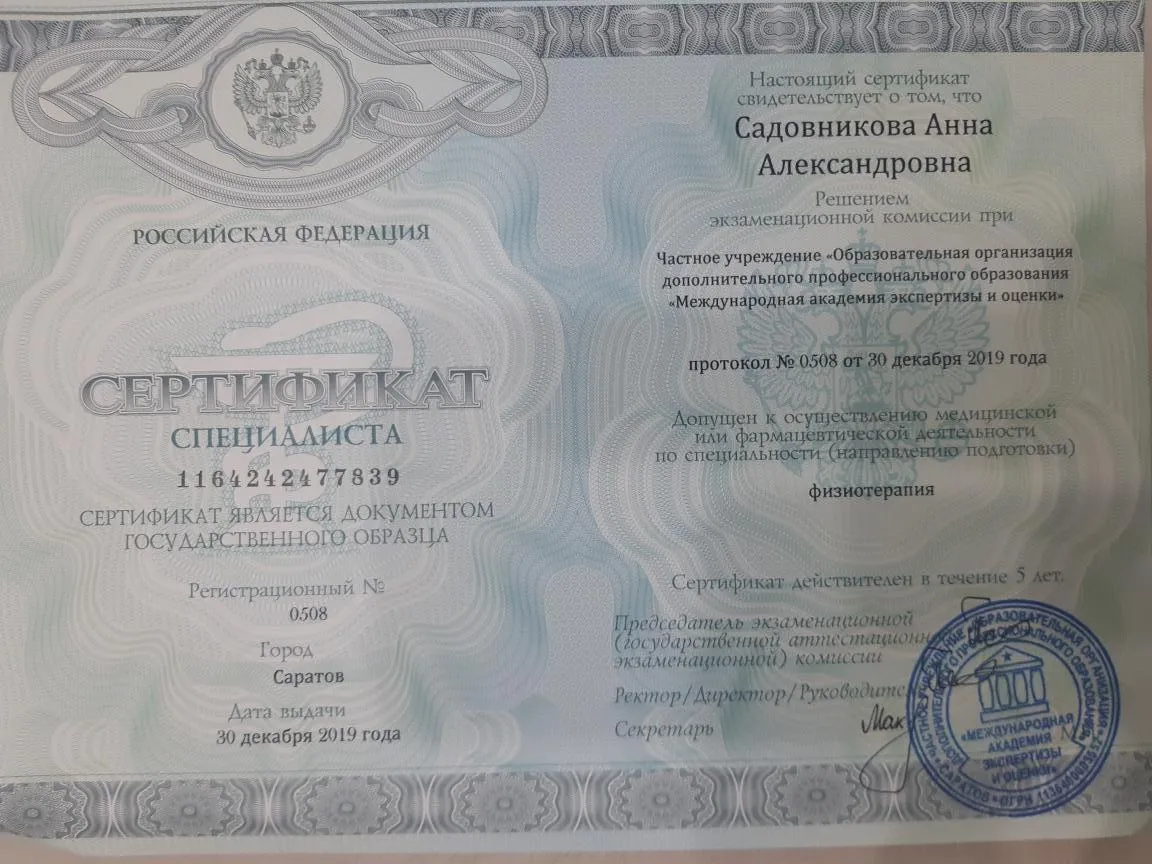 РОССИЙСКАЯ ФЕДЕРАЦИЯ
СЕРТИФИКАТ
СПЕЦИАЛИСТА
1164242477839
СЕРТИФИКАТ ЯВЛЯЕТСЯ ДОКУМЕНТОМ
ГОСУДАРСТВЕННОГО ОБРАЗЦА
Регистрационный №
0508
Город
Саратов
Дата выдачи
30 декабря 2019 года
Настоящий сертификат
свидетельствует о том, что
Садовникова Анна
Александровна
Решением
экзаменационной комиссии при
Частное учреждение «Образовательная организация
дополнительного профессионального образования
«Международная академия экспертизы и оценки»
протокол № 0508 от 30 декабря 2019 года
Допущен к осуществлению медицинской
или фармацевтической деятельности
по специальности (направлению подготовки)
физиотерапия
Сертификат действителен в течение 5 лет.
Председатель экзаменационной
(государственной аттестационн
экзаменационной) комиссии
Ректор/Директор/Руководител
Секретарь
«МЕЖДУНАРОДНАЯ
АКАДЕМИЯ
ЭКСПЕРТИЗЫ
И ОЦЕНКИ»